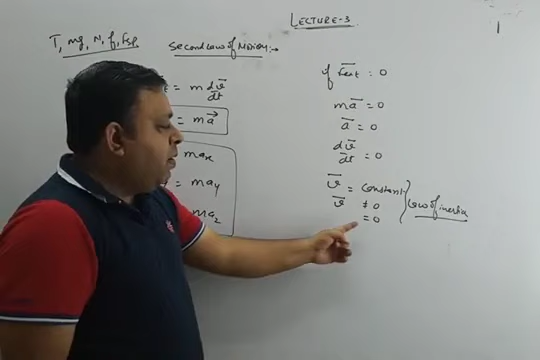 LECTURE-3
T, mg, N, f, Fsp
Second Law of Motion :-
= m dv⃗/dt
= ma⃗
max
= may
maz
if F⃗ext = 0
ma⃗ = 0
a⃗ = 0
dv⃗/dt = 0
v⃗ = constant
v⃗ ≠ 0
= 0
Law of inertia